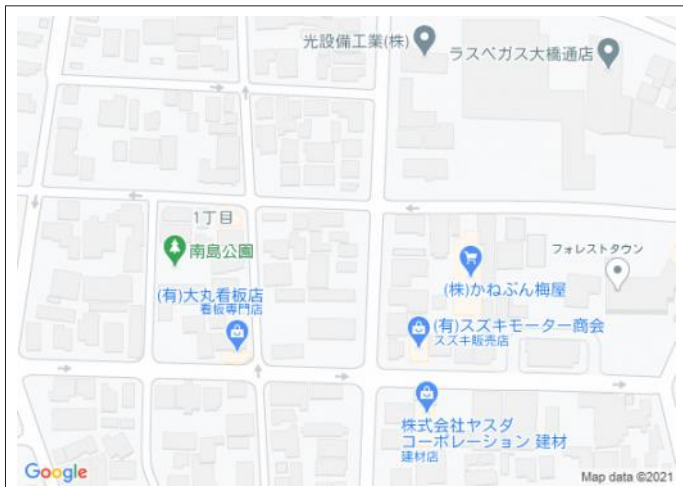 光設備工業(株)
ラスベガス大橋通店
1丁目
南島公園
フォレストタウン
(有)大丸看板店
看板専門店
(株)かねぶん梅屋
(有)スズキモーター商会
スズキ販売店
株式会社ヤスダ
コーポレーション 建材
建材店
Google
Map data ©2021